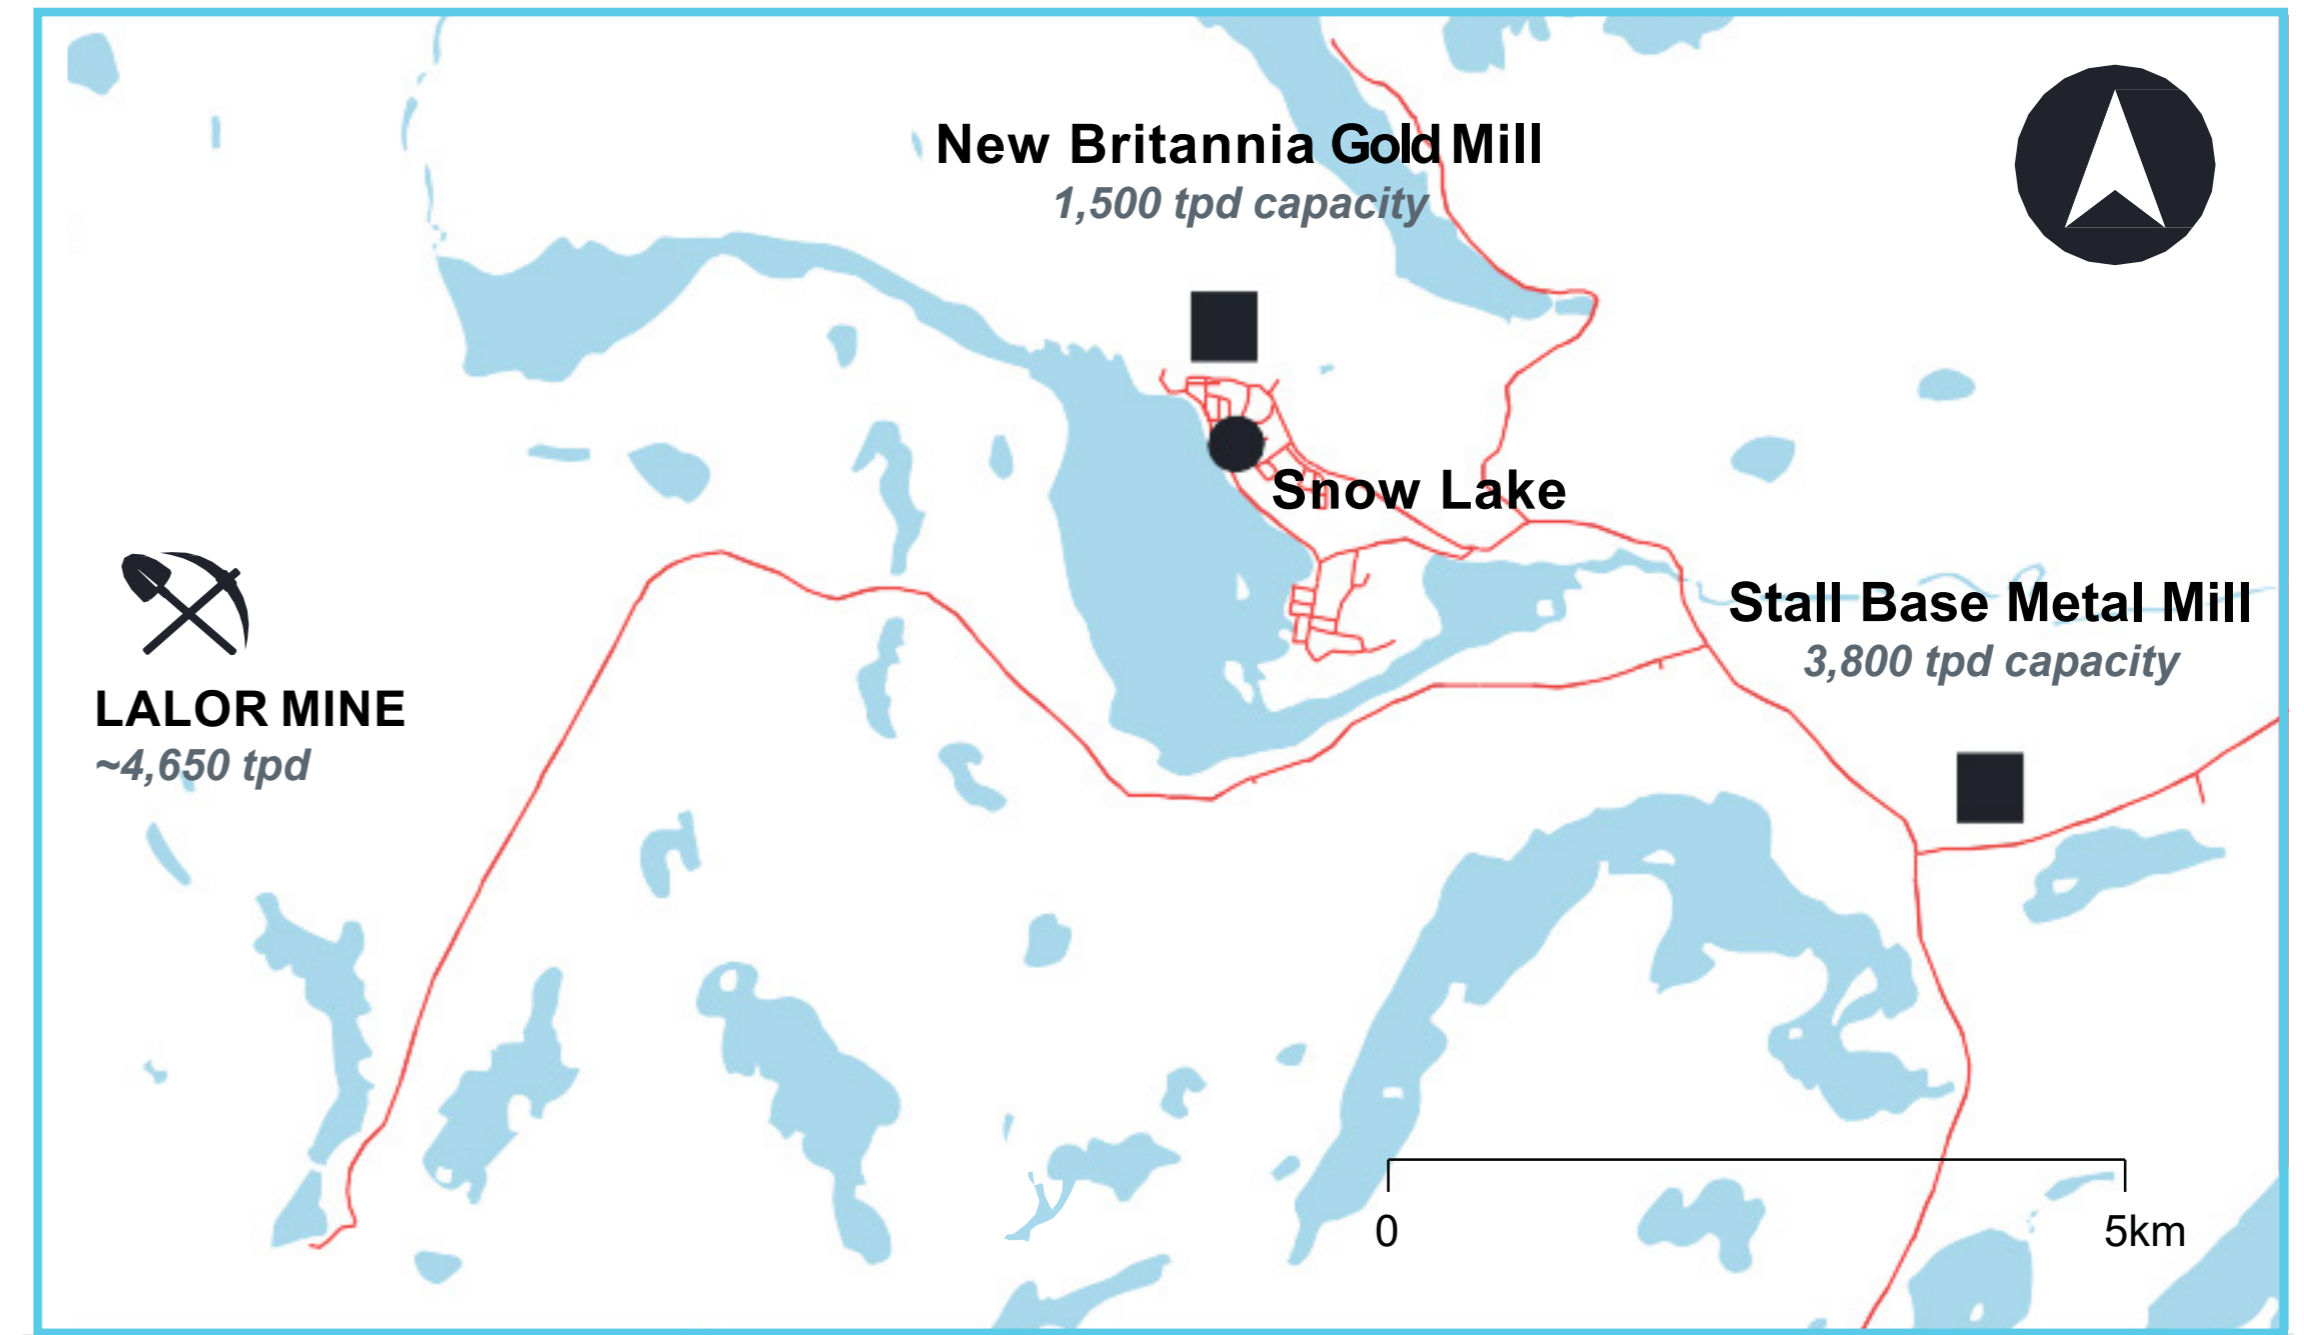 New Britannia Gold Mill
1,500 tpd capacity
Snow Lake
Stall Base Metal Mill
3,800 tpd capacity
LALOR MINE
~4,650 tpd
0
5km